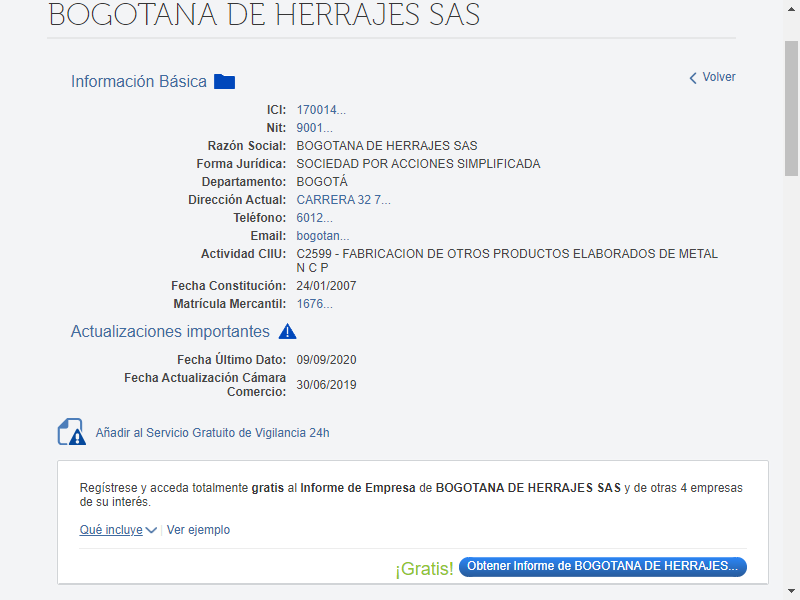 BOGOTANA DE HERRAJES SAS
Información Básica
Volver
ICI: 170014...
Nit: 9001...
Razón Social: BOGOTANA DE HERRAJES SAS
Forma Jurídica: SOCIEDAD POR ACCIONES SIMPLIFICADA
Departamento: BOGOTÁ
Dirección Actual: CARRERA 32 7...
Teléfono: 6012...
Email: bogotan...
Actividad CIIU: C2599 - FABRICACION DE OTROS PRODUCTOS ELABORADOS DE METAL
N C P
Fecha Constitución: 24/01/2007
Matrícula Mercantil: 1676...
Actualizaciones importantes
Fecha Último Dato: 09/09/2020
Fecha Actualización Cámara
Comercio: 30/06/2019
Añadir al Servicio Gratuito de Vigilancia 24h
Regístrese y acceda totalmente gratis al Informe de Empresa de BOGOTANA DE HERRAJES SAS y de otras 4 empresas
de su interés.
Qué incluye | Ver ejemplo
¡Gratis! Obtener Informe de BOGOTANA DE HERRAJES...